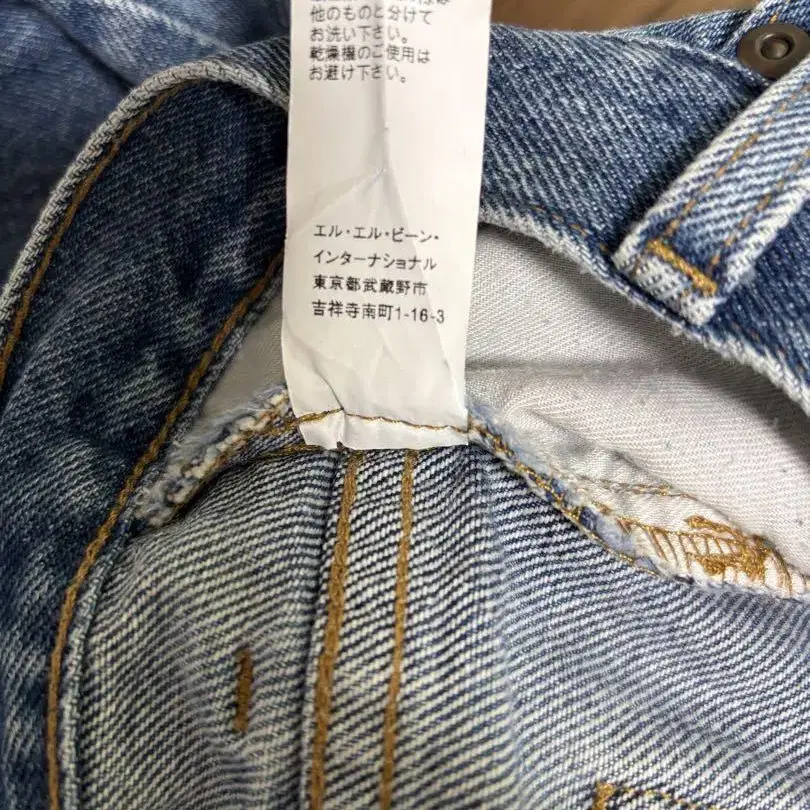 他のものと分けて
お洗い下さい。
乾燥機のご使用は
お避け下さい。
エル・エル・ビーン・
インターナショナル
東京都武蔵野市
吉祥寺南町1-16-3